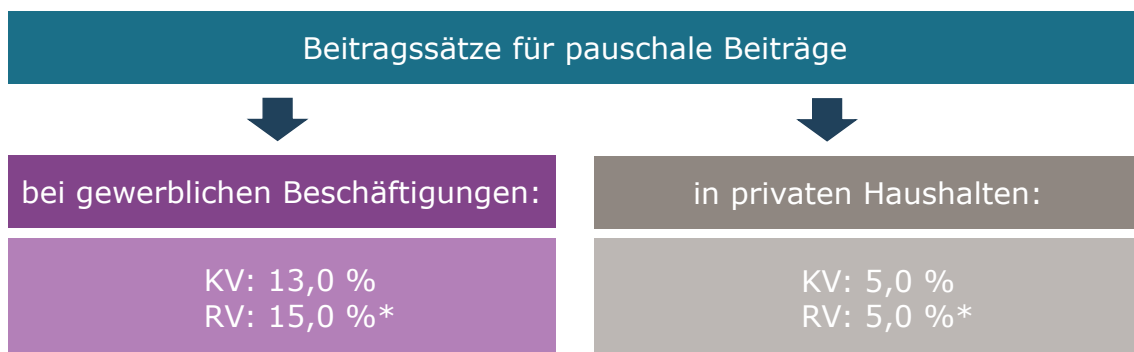 Beitragssätze für pauschale Beiträge
bei gewerblichen Beschäftigungen:
KV: 13,0 %
RV: 15,0 %*
in privaten Haushalten:
KV: 5,0 %
RV: 5,0 %*